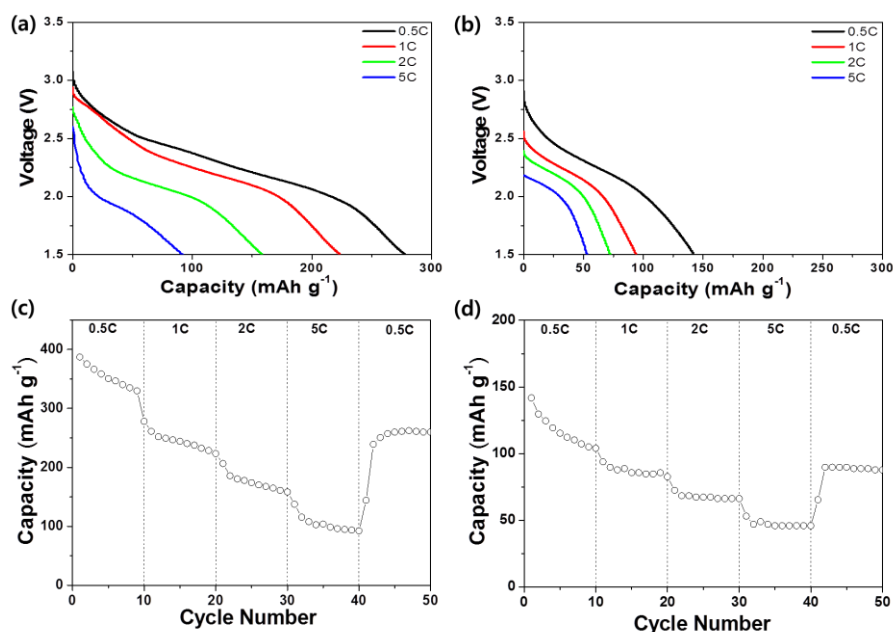 (a)
3.5
3.0
2.5
2.0
1.5
Voltage (V)
0.5C
1C
2C
5C
0 100 200 300
Capacity (mAh g⁻¹)
(b)
3.5
3.0
2.5
2.0
1.5
Voltage (V)
0.5C
1C
2C
5C
0 50 100 150 200 250 300
Capacity (mAh g⁻¹)
(c)
0.5C 1C 2C 5C 0.5C
400
300
200
100
0
Capacity (mAh g⁻¹)
0 10 20 30 40 50
Cycle Number
(d)
0.5C 1C 2C 5C 0.5C
200
150
100
50
0
Capacity (mAh g⁻¹)
0 10 20 30 40 50
Cycle Number